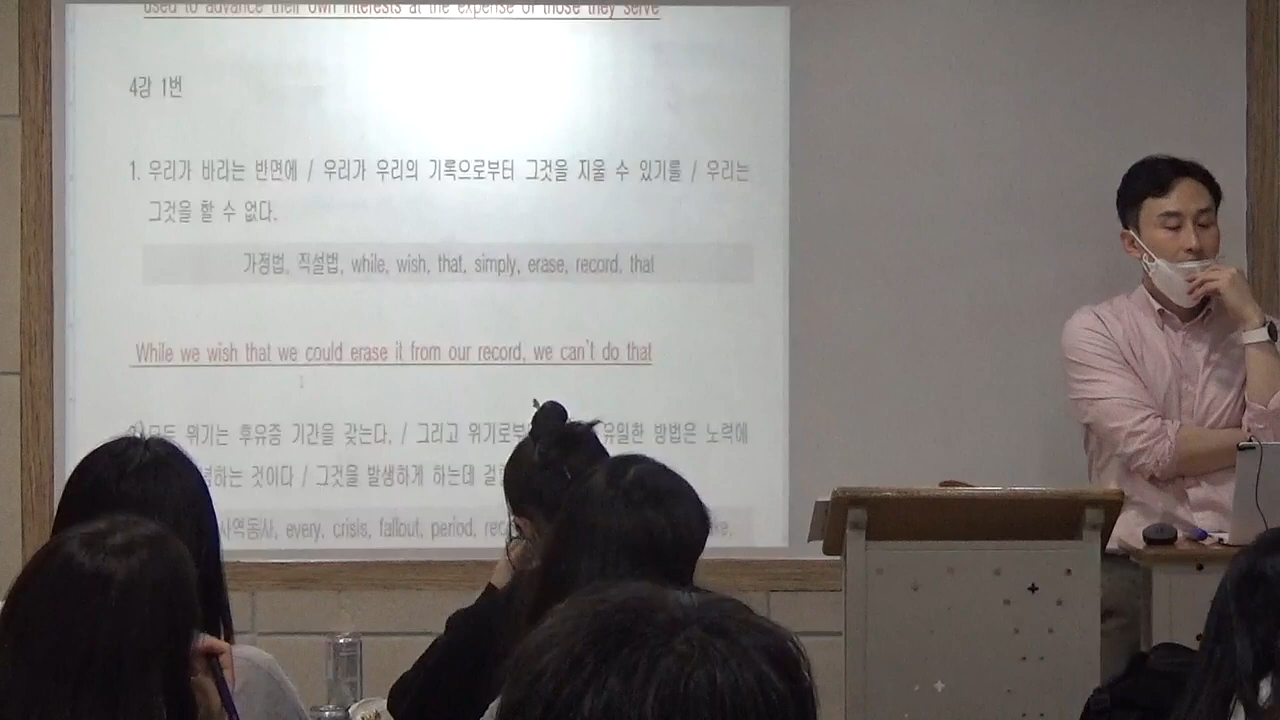 used to advance their own interests at the expense of those they serve
4강 1번
1. 우리가 바라는 반면에 / 우리가 우리의 기록으로부터 그것을 지울 수 있기를 / 우리는
그것을 할 수 없다.
가정법, 직설법, while, wish, that, simply, erase, record, that
While we wish that we could erase it from our record, we can't do that
모든 위기는 후유증 기간을 갖는다. / 그리고 유일한 방법은 노력에
하는 것이다 / 그것을 발생하게 하는데
사역동사, every, crisis, fallout, period,